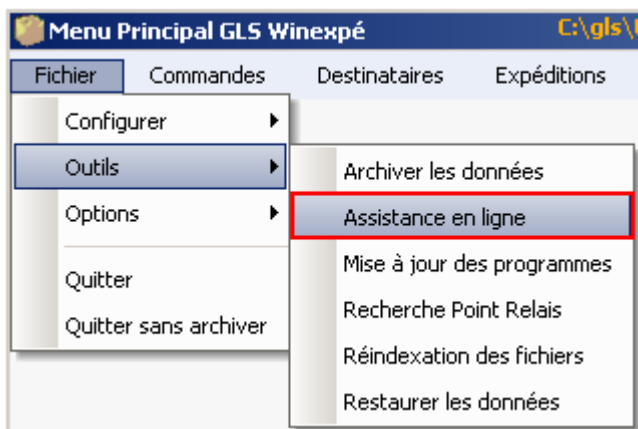 Menu Principal GLS Winexpé C:\gls\
Fichier Commandes Destinataires Expéditions
Configurer
Outils
Options
Quitter
Quitter sans archiver
Archiver les données
Assistance en ligne
Mise à jour des programmes
Recherche Point Relais
Réindexation des fichiers
Restaurer les données